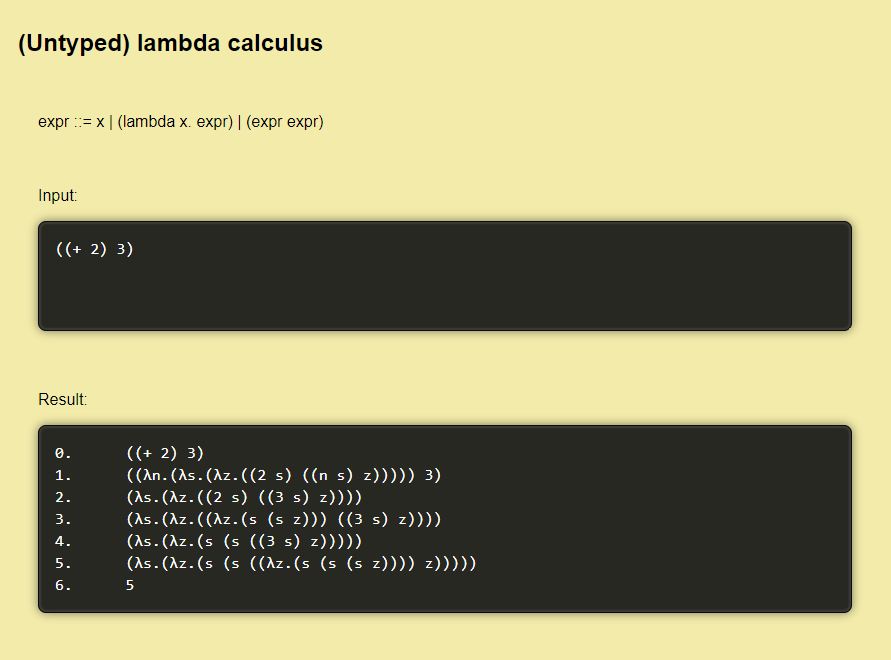 (Untyped) lambda calculus
expr ::= x | (lambda x. expr) | (expr expr)
Input:
((+ 2) 3)
Result:
0. ((+ 2) 3)
1. ((λn.(λs.(λz.((2 s) ((n s) z))))) 3)
2. (λs.(λz.((2 s) ((3 s) z))))
3. (λs.(λz.((λz.(s (s z))) ((3 s) z))))
4. (λs.(λz.(s (s ((3 s) z)))))
5. (λs.(λz.(s (s ((λz.(s (s (s z)))) z)))))
6. 5